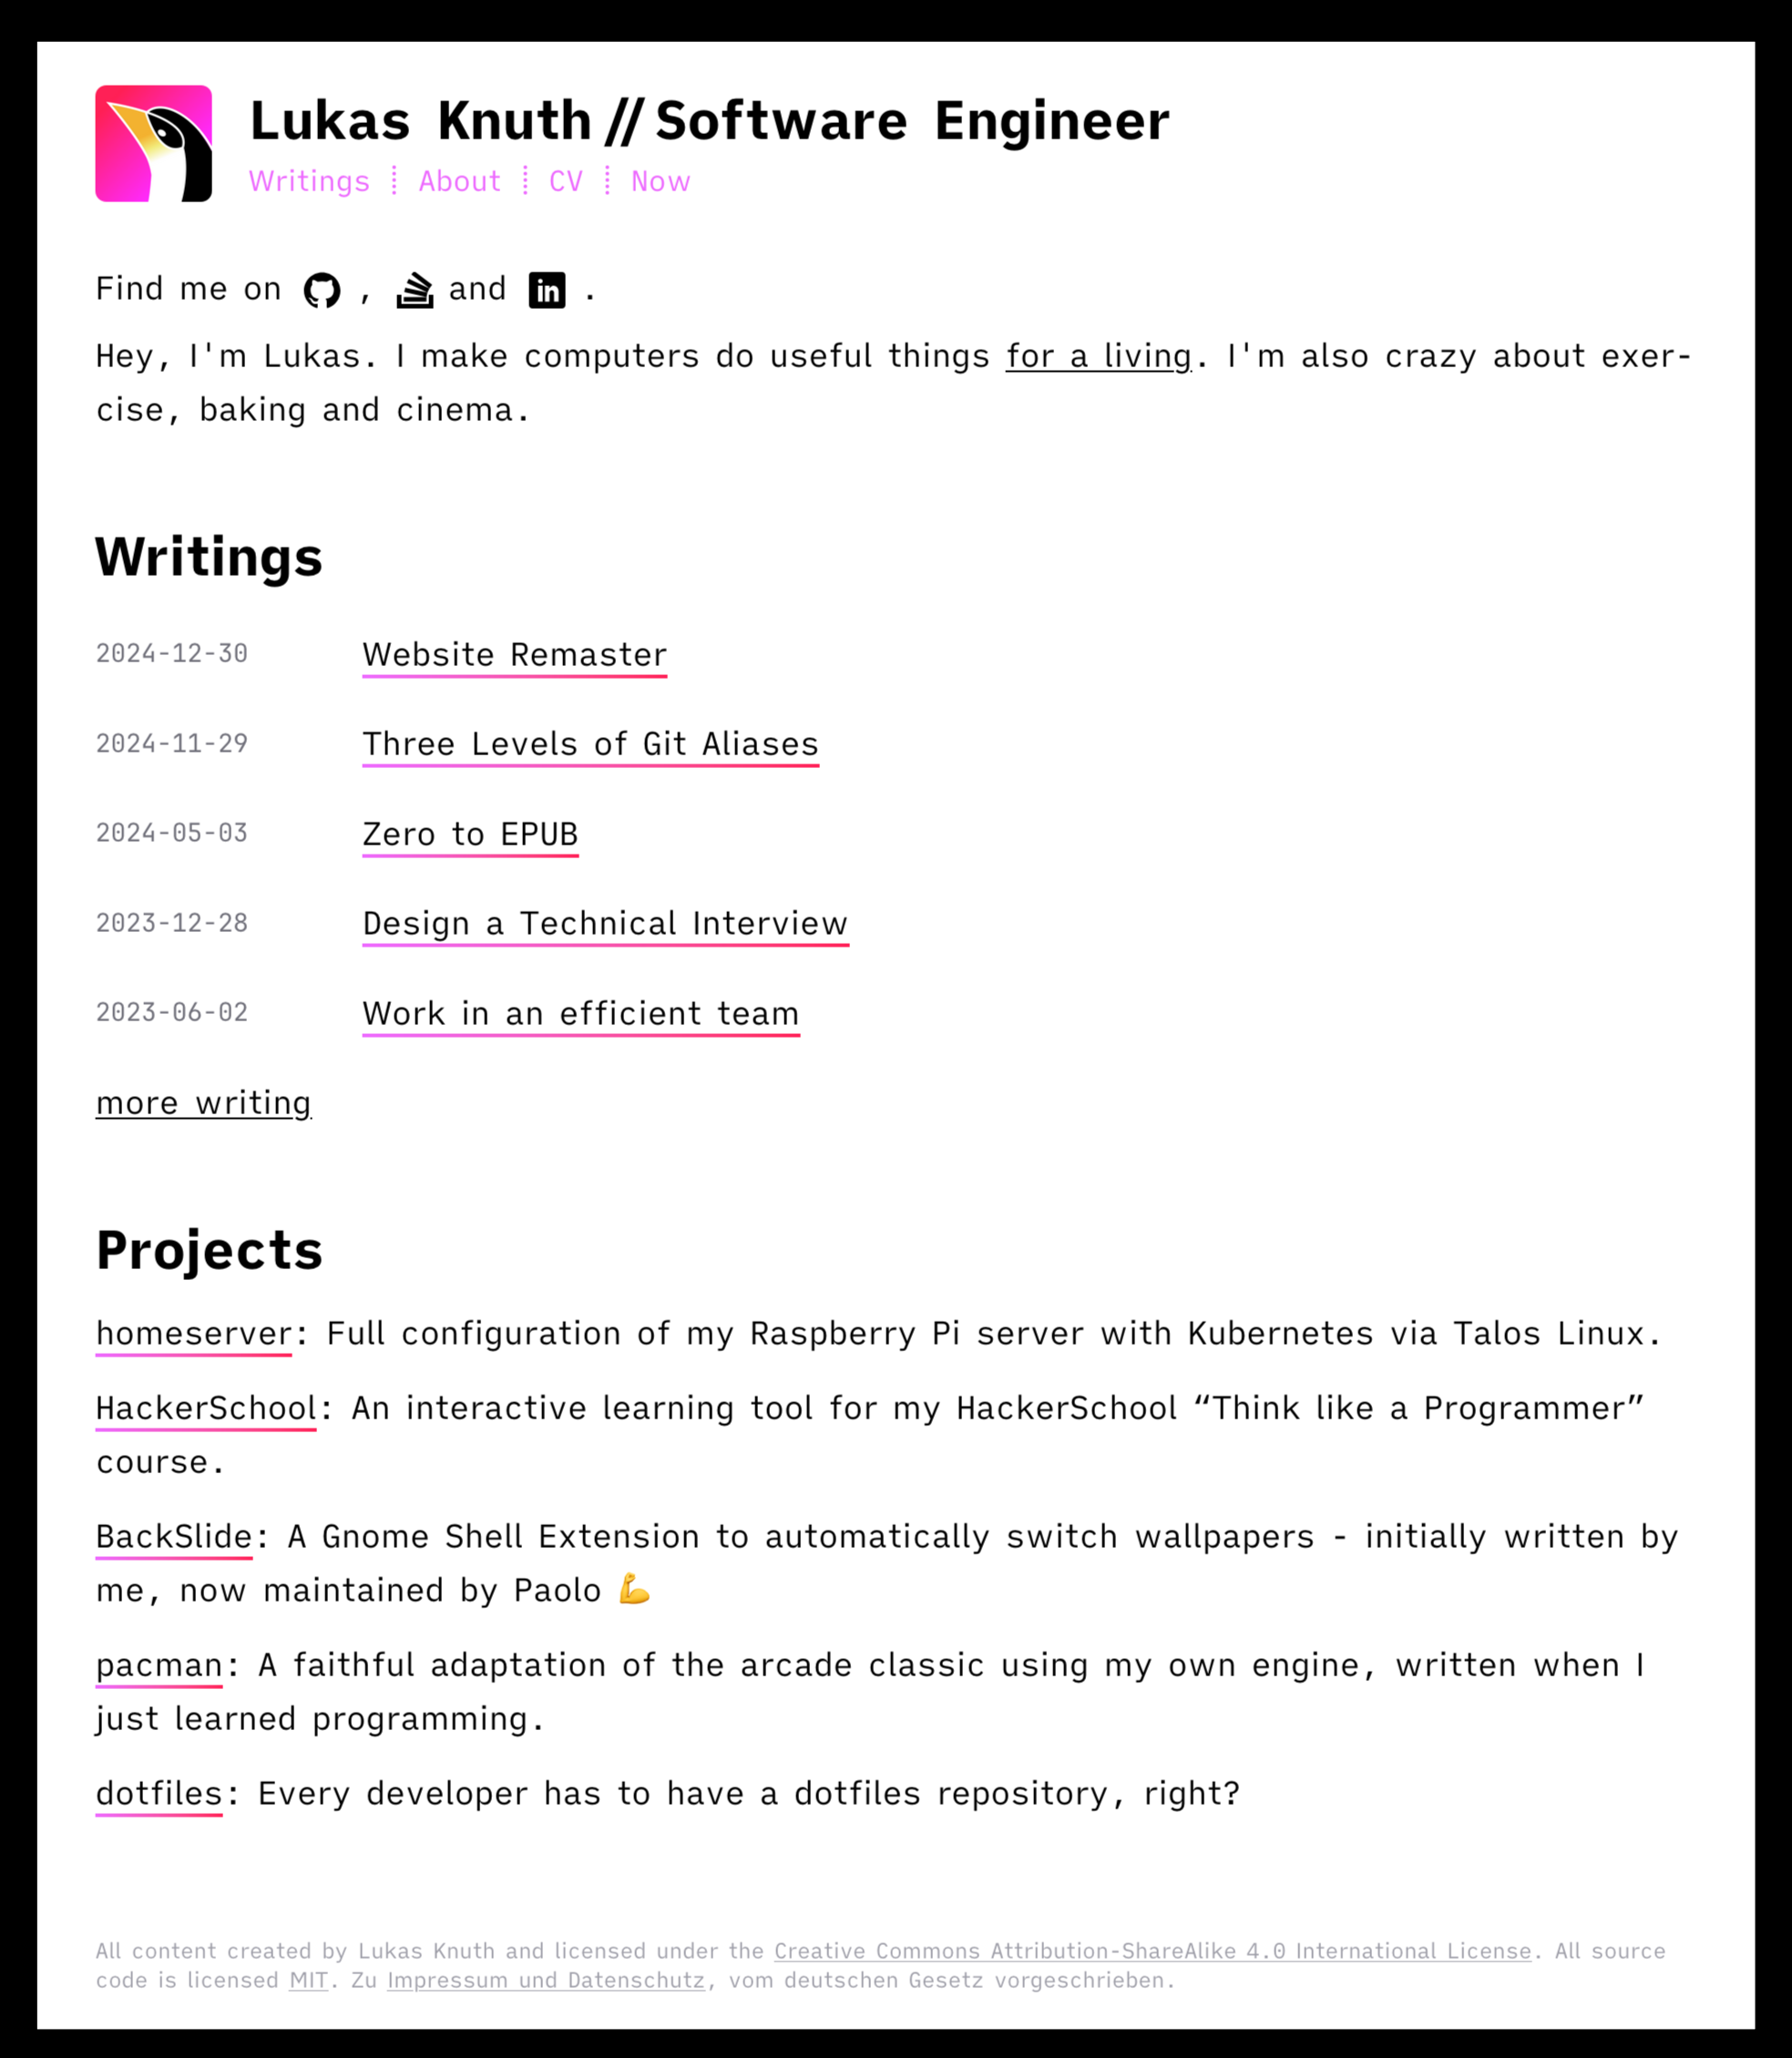 Lukas Knuth // Software Engineer
Writings ┊ About ┊ CV ┊ Now
Find me on , and in .
Hey, I'm Lukas. I make computers do useful things for a living. I'm also crazy about exer-
cise, baking and cinema.
Writings
2024-12-30 Website Remaster
2024-11-29 Three Levels of Git Aliases
2024-05-03 Zero to EPUB
2023-12-28 Design a Technical Interview
2023-06-02 Work in an efficient team
more writing
Projects
homeserver: Full configuration of my Raspberry Pi server with Kubernetes via Talos Linux.
HackerSchool: An interactive learning tool for my HackerSchool “Think like a Programmer”
course.
BackSlide: A Gnome Shell Extension to automatically switch wallpapers - initially written by
me, now maintained by Paolo 💪
pacman: A faithful adaptation of the arcade classic using my own engine, written when I
just learned programming.
dotfiles: Every developer has to have a dotfiles repository, right?
All content created by Lukas Knuth and licensed under the Creative Commons Attribution-ShareAlike 4.0 International License. All source
code is licensed MIT. Zu Impressum und Datenschutz, vom deutschen Gesetz vorgeschrieben.